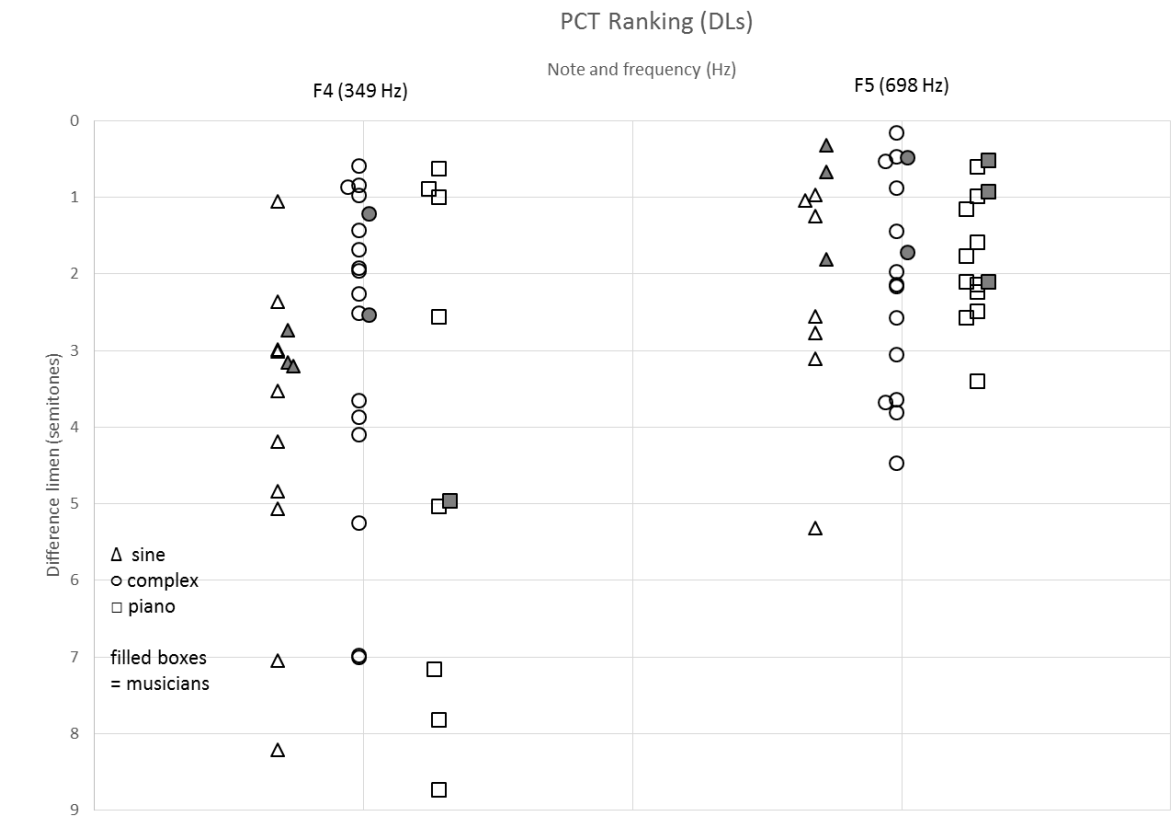 PCT Ranking (DLs)
Note and frequency (Hz)
F4 (349 Hz)
F5 (698 Hz)
Difference limen (semitones)
0
1
2
3
4
5
6
7
8
9
sine
complex
piano
filled boxes
= musicians